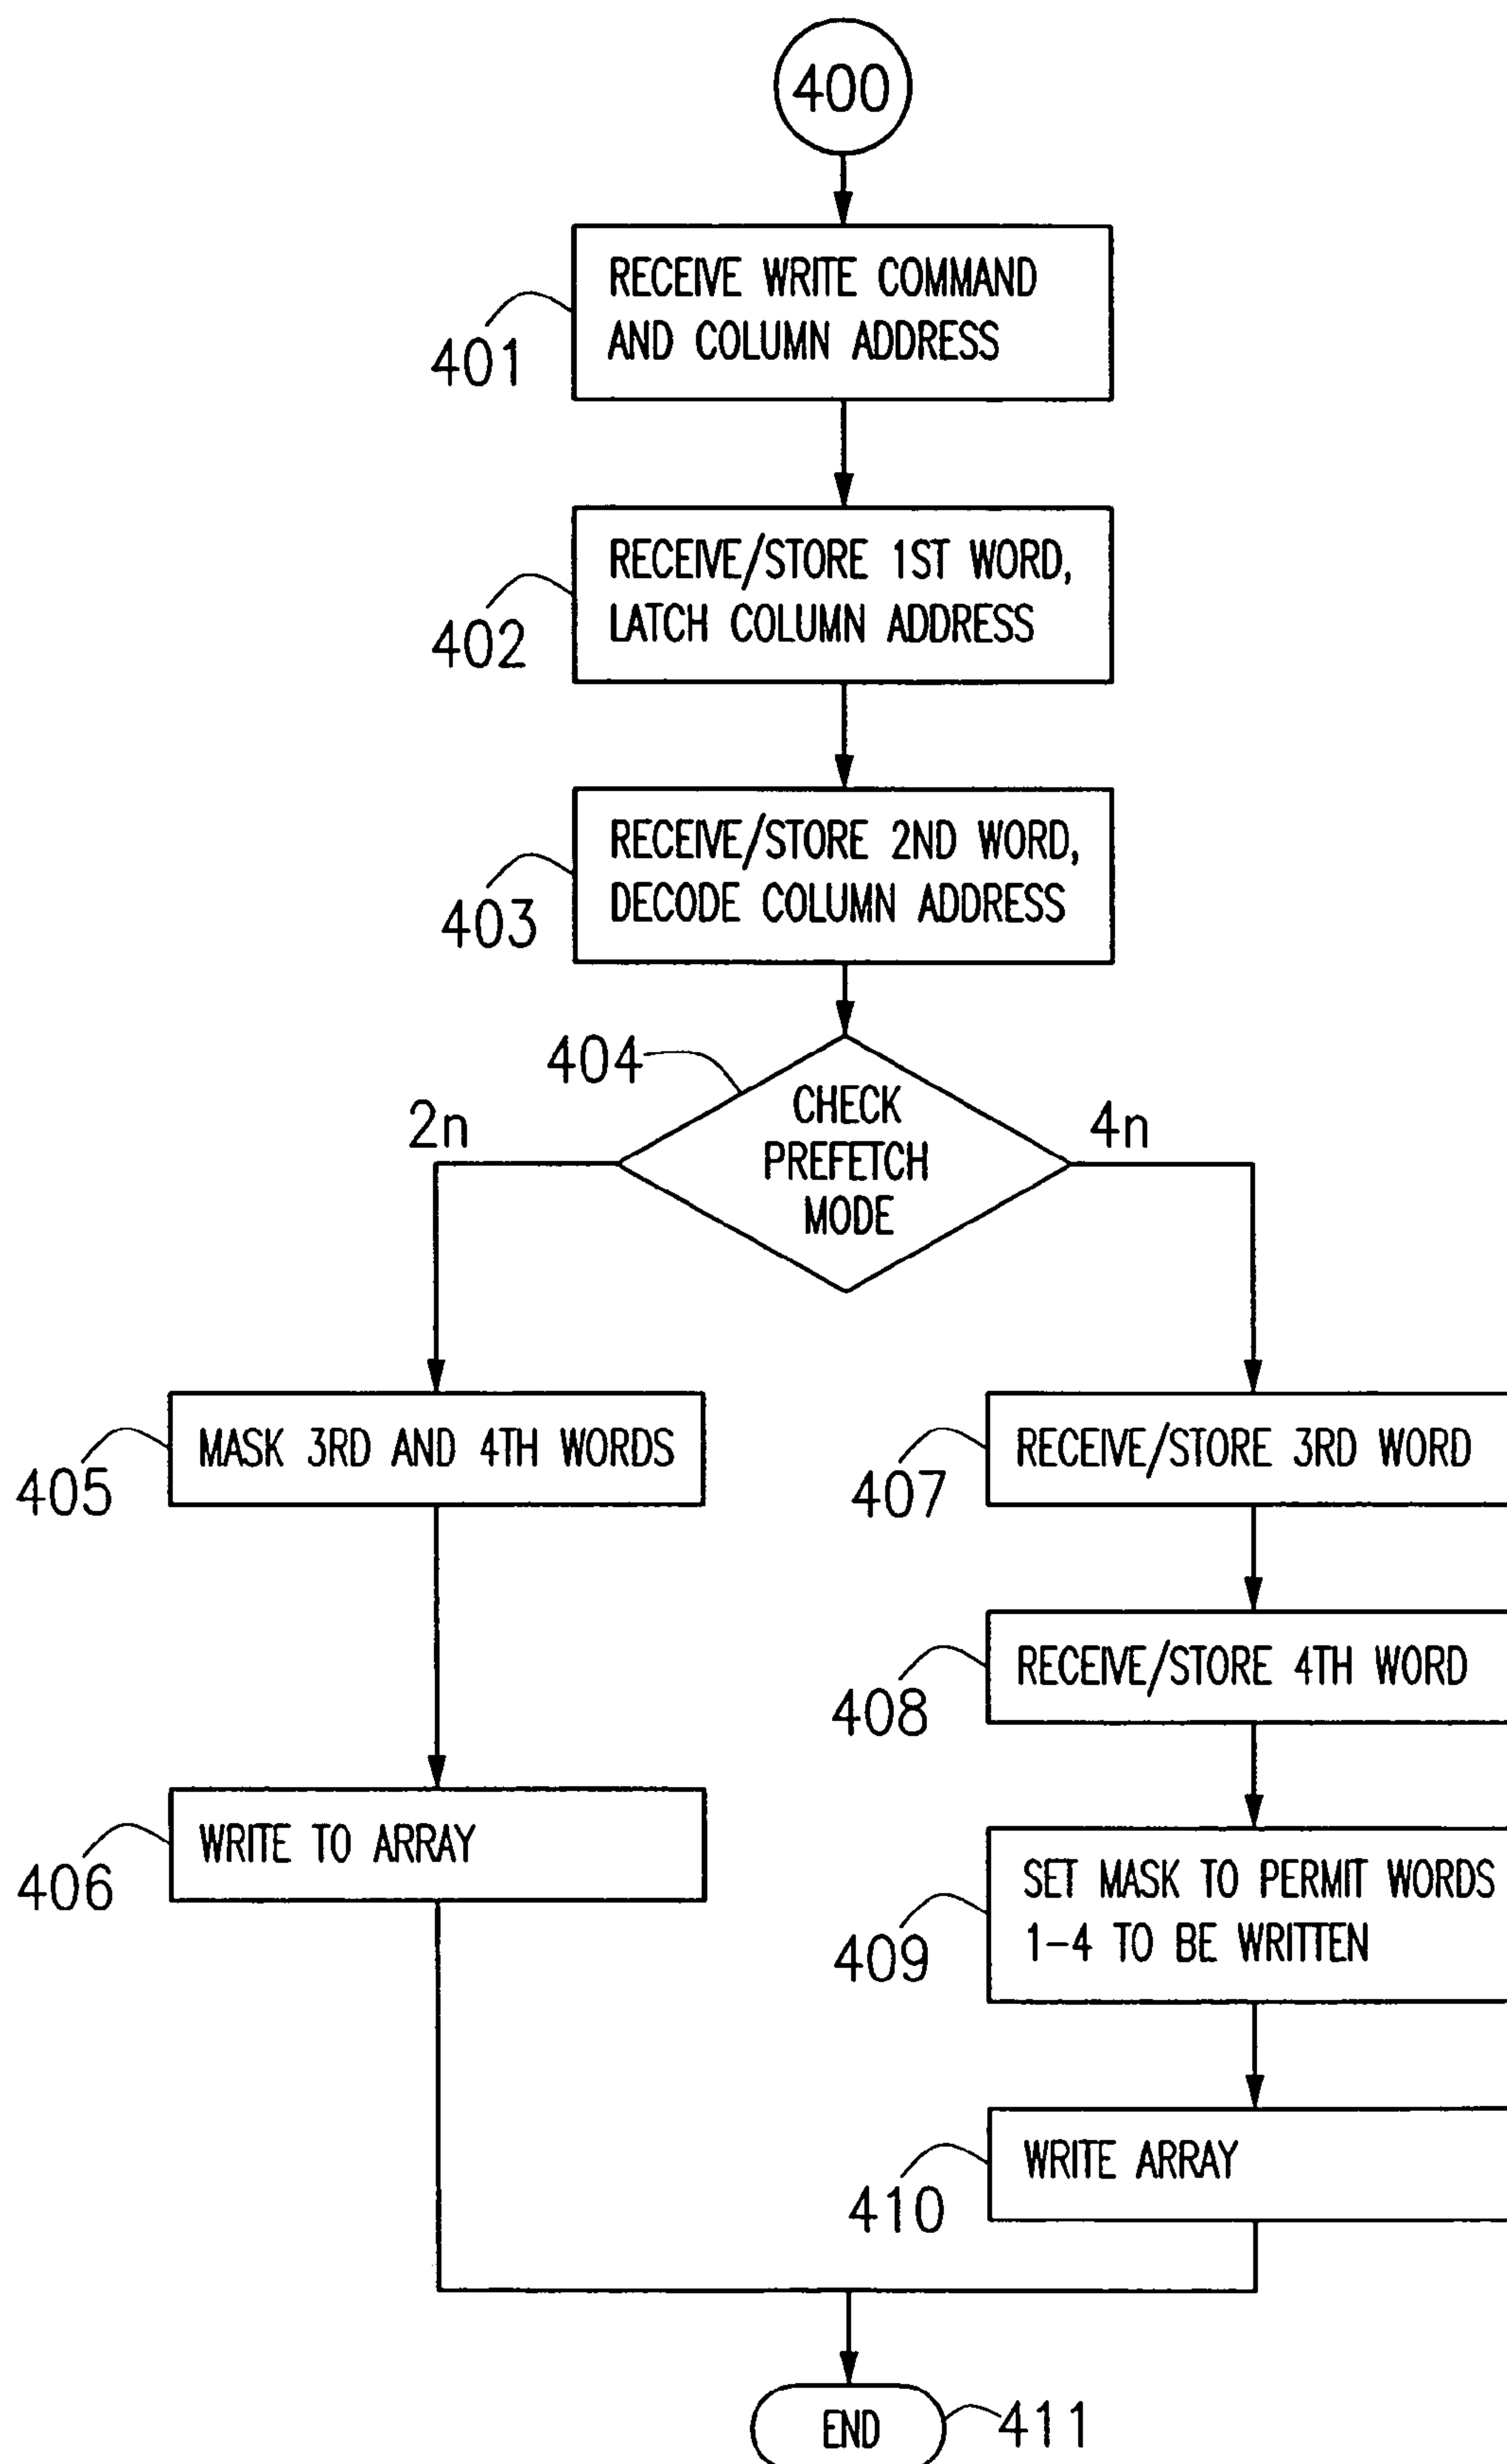 400
RECEIVE WRITE COMMAND
AND COLUMN ADDRESS
401
RECEIVE/STORE 1ST WORD,
LATCH COLUMN ADDRESS
402
RECEIVE/STORE 2ND WORD,
DECODE COLUMN ADDRESS
403
404
CHECK
PREFETCH
MODE
2n
4n
MASK 3RD AND 4TH WORDS
405
RECEIVE/STORE 3RD WORD
407
RECEIVE/STORE 4TH WORD
408
WRITE TO ARRAY
406
SET MASK TO PERMIT WORDS
1-4 TO BE WRITTEN
409
WRITE ARRAY
410
END
411